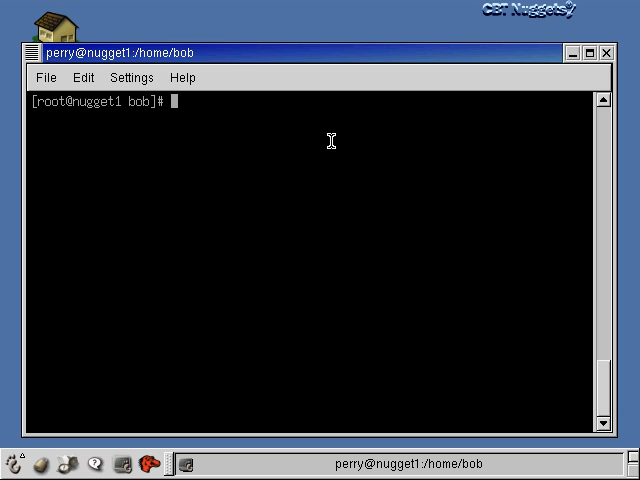 CBT Nuggets
perry@nugget1:/home/bob
File Edit Settings Help
[root@nugget1 bob]#
perry@nugget1:/home/bob